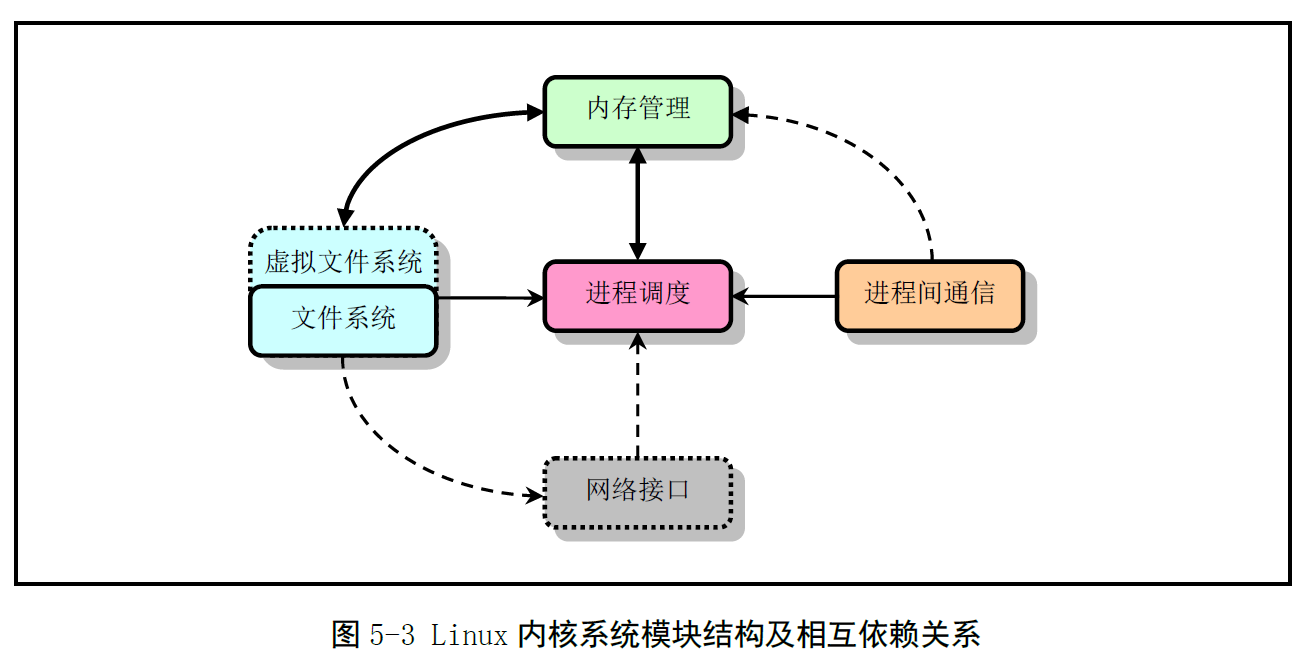 内存管理
虚拟文件系统
文件系统
进程调度
进程间通信
网络接口
图 5-3 Linux 内核系统模块结构及相互依赖关系